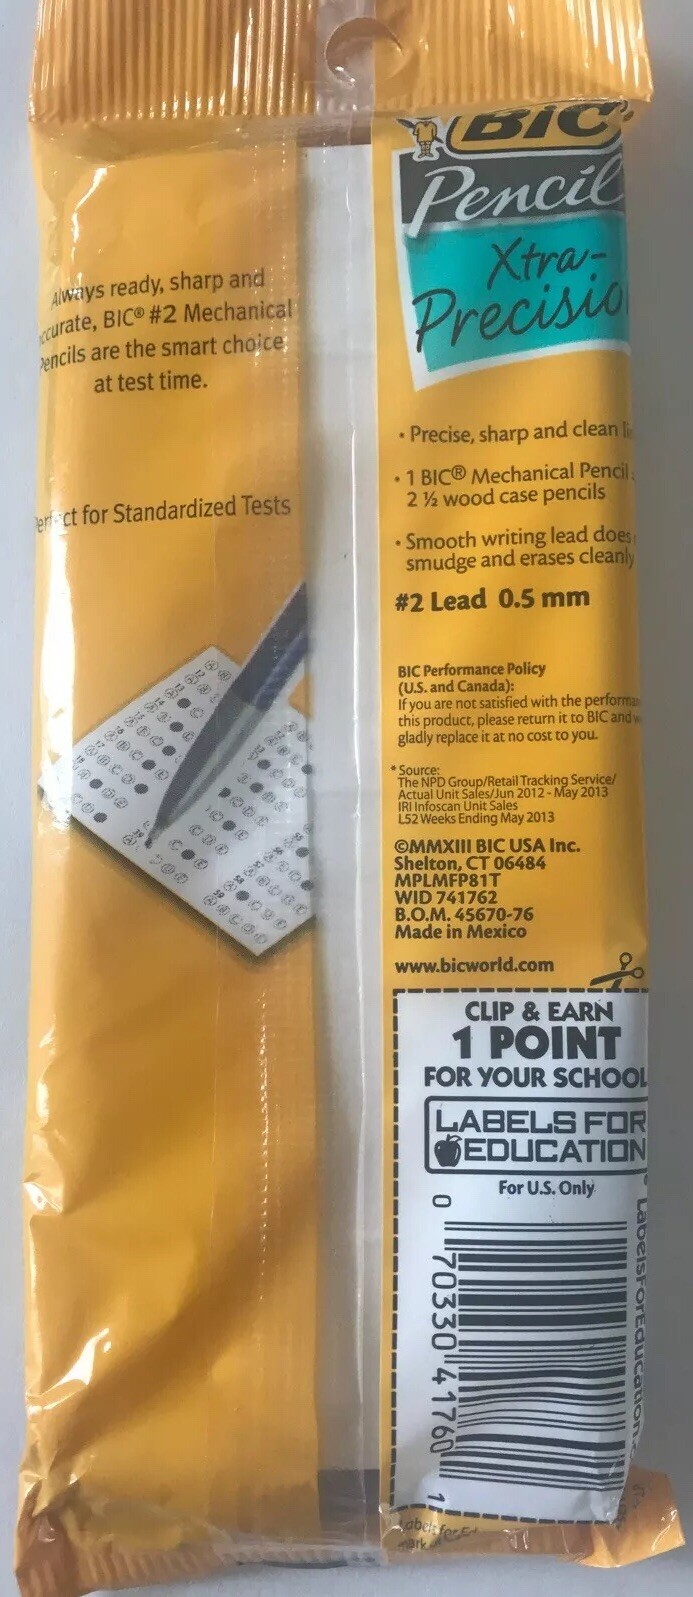 Always ready, sharp and
accurate, BIC® #2 Mechanical
Pencils are the smart choice
at test time.
Perfect for Standardized Tests
BIC
Pencil
Xtra-
Precisio
• Precise, sharp and clean li
• 1 BIC® Mechanical Pencil
2 ½ wood case pencils
• Smooth writing lead does
smudge and erases cleanly
#2 Lead 0.5 mm
BIC Performance Policy
(U.S. and Canada):
If you are not satisfied with the performan
this product, please return it to BIC and w
gladly replace it at no cost to you.
*Source:
The NPD Group/Retail Tracking Service/
Actual Unit Sales/Jun 2012 - May 2013
IRI Infoscan Unit Sales
L52 Weeks Ending May 2013
©MMXIII BIC USA Inc.
Shelton, CT 06484
MPLMFP81T
WID 741762
B.O.M. 45670-76
Made in Mexico
www.bicworld.com
CLIP & EARN
1 POINT
FOR YOUR SCHOOL
LABELS FOR
EDUCATION
For U.S. Only
0 70330 41760 1
LabelsForEducation.